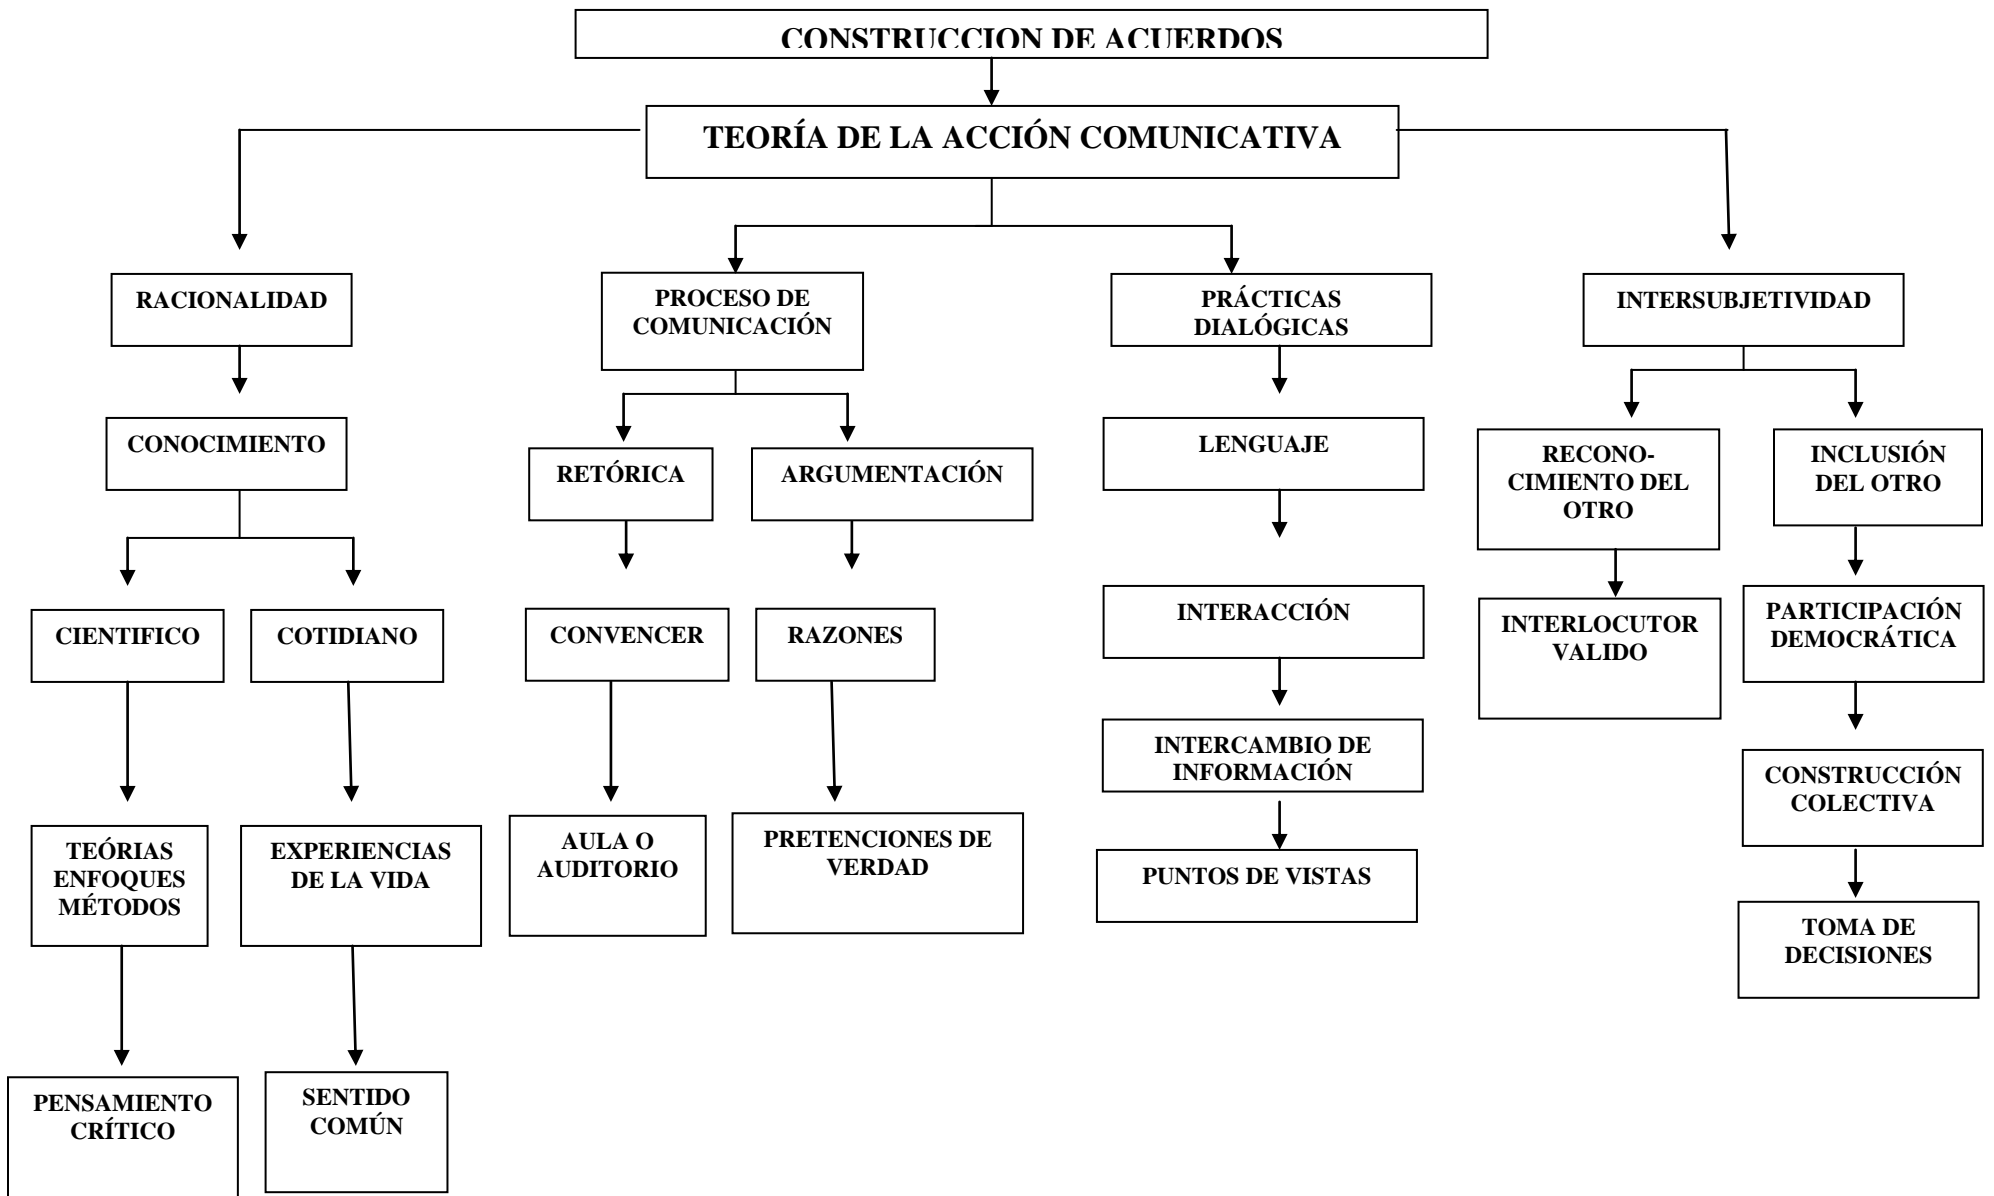 CONSTRUCCION DE ACUERDOS
TEORÍA DE LA ACCIÓN COMUNICATIVA
RACIONALIDAD
PROCESO DE
COMUNICACIÓN
PRÁCTICAS
DIALÓGICAS
INTERSUBJETIVIDAD
CONOCIMIENTO
RETÓRICA
ARGUMENTACIÓN
LENGUAJE
RECONO-
CIMIENTO DEL
OTRO
INCLUSIÓN
DEL OTRO
CIENTIFICO
COTIDIANO
CONVENCER
RAZONES
INTERACCIÓN
INTERLOCUTOR
VALIDO
PARTICIPACIÓN
DEMOCRÁTICA
INTERCAMBIO DE
INFORMACIÓN
CONSTRUCCIÓN
COLECTIVA
TEÓRIAS
ENFOQUES
MÉTODOS
EXPERIENCIAS
DE LA VIDA
AULA O
AUDITORIO
PRETENCIONES DE
VERDAD
PUNTOS DE VISTAS
TOMA DE
DECISIONES
PENSAMIENTO
CRÍTICO
SENTIDO
COMÚN